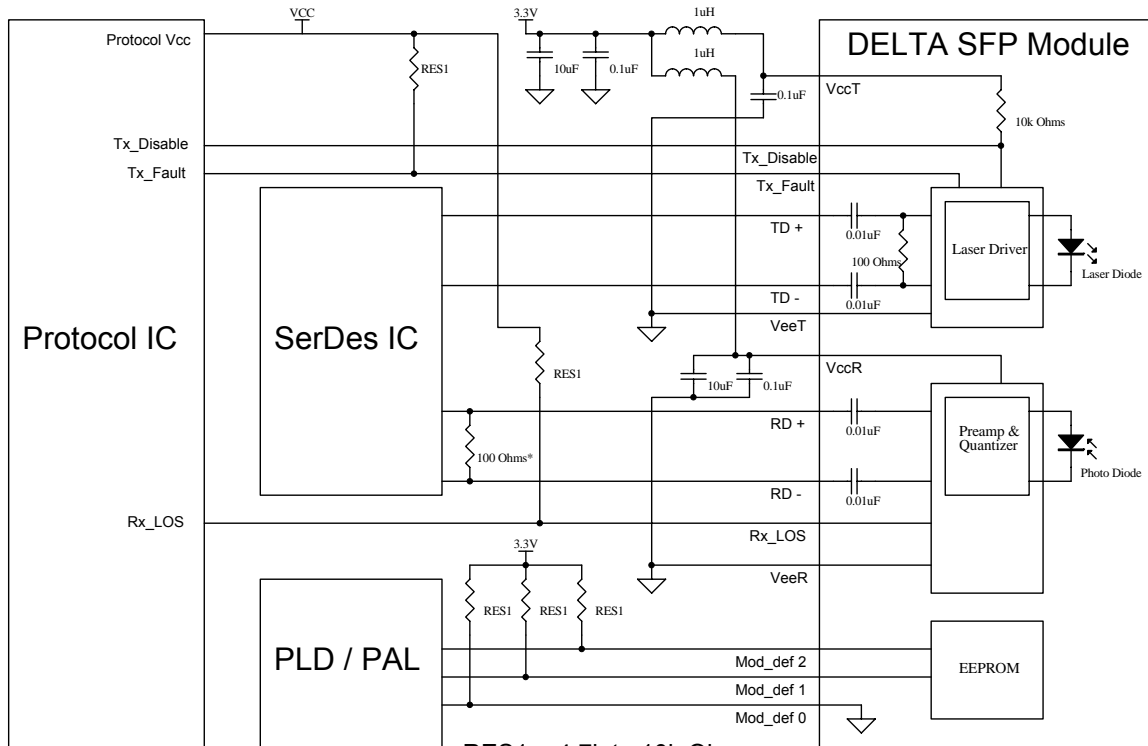 VCC
3.3V
1uH
Protocol Vcc
DELTA SFP Module
1uH
RES1
10uF
0.1uF
VccT
0.1uF
10k Ohms
Tx_Disable
Tx_Disable
Tx_Fault
Tx_Fault
TD +
0.01uF
Laser Driver
100 Ohms
Laser Diode
0.01uF
TD -
VeeT
Protocol IC
SerDes IC
RES1
VccR
10uF
0.1uF
RD +
0.01uF
Preamp &
Quantizer
100 Ohms*
Photo Diode
RD -
0.01uF
Rx_LOS
Rx_LOS
3.3V
VeeR
RES1
RES1
RES1
PLD / PAL
Mod_def 2
EEPROM
Mod_def 1
Mod_def 0